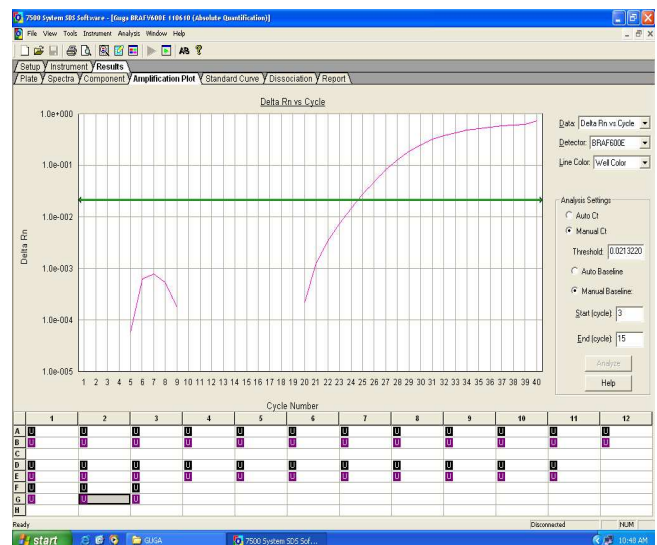 7500 System SDS Software - [Guga BRAFV600E 110610 (Absolute Quantification)]
File View Tools Instrument Analysis Window Help
Setup Instrument Results
Plate Spectra Component Amplification Plot Standard Curve Dissociation Report
Delta Rn vs Cycle
Data: Delta Rn vs Cycle
Detector: BRAF600E
Line Color: Well Color
Analysis Settings
Auto Ct
Manual Ct
Threshold: 0.0213220
Auto Baseline
Manual Baseline:
Start (cycle): 3
End (cycle): 15
Analyze
Help
Delta Rn
1.0e+000
1.0e-001
1.0e-002
1.0e-003
1.0e-004
1.0e-005
1 2 3 4 5 6 7 8 9 10 11 12 13 14 15 16 17 18 19 20 21 22 23 24 25 26 27 28 29 30 31 32 33 34 35 36 37 38 39 40
Cycle Number
1 2 3 4 5 6 7 8 9 10 11 12
A U U U U U U U U U U U U
B U U U U U U U U U U U U
C
D U U U U U U U U U U U
E U U U U U U U U U U U
F U U U
G U U U
H
Ready Disconnected NUM
start GUGA 7500 System SDS Sof... 10:48 AM